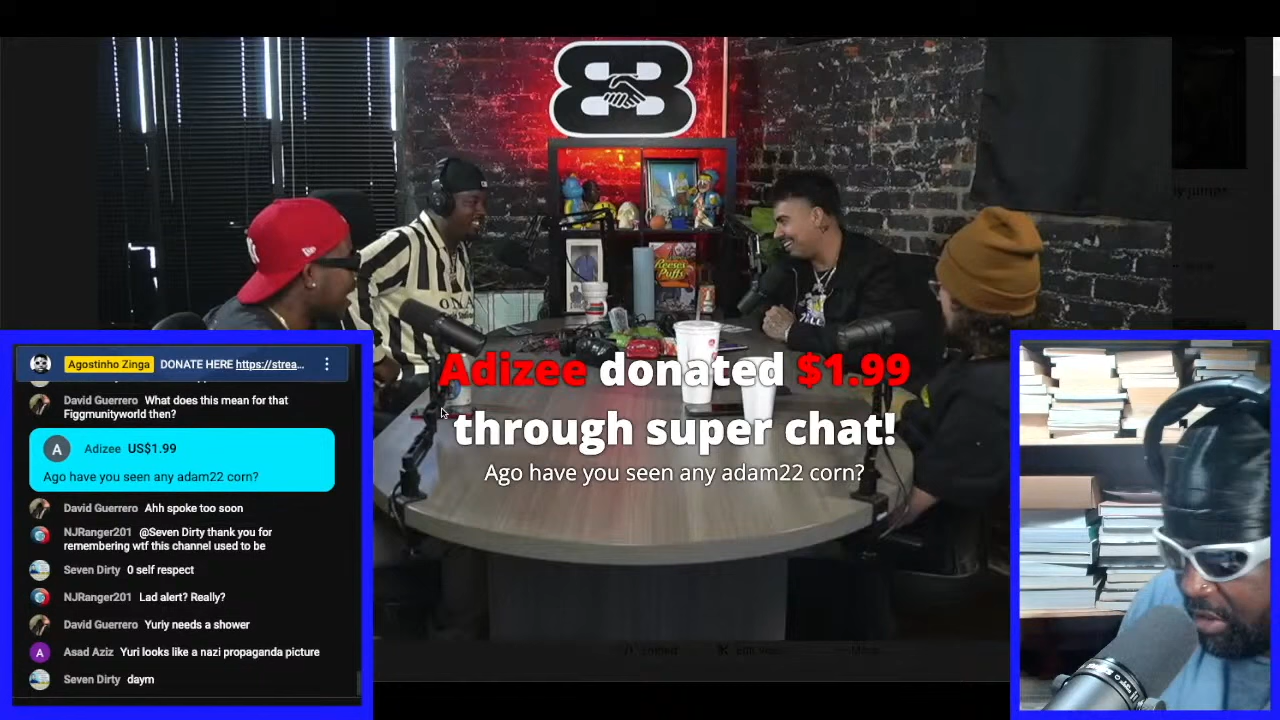 Adizee donated $1.99
through super chat!
Ago have you seen any adam22 corn?
REESE'S
PUFFS
Agostinho Zinga DONATE HERE https://strea...
David Guerrero What does this mean for that
Figgmunityworld then?
A Adizee US$1.99
Ago have you seen any adam22 corn?
David Guerrero Ahh spoke too soon
NJRanger201 @Seven Dirty thank you for
remembering wtf this channel used to be
Seven Dirty 0 self respect
NJRanger201 Lad alert? Really?
David Guerrero Yuriy needs a shower
A Asad Aziz Yuri looks like a nazi propaganda picture
Seven Dirty daym